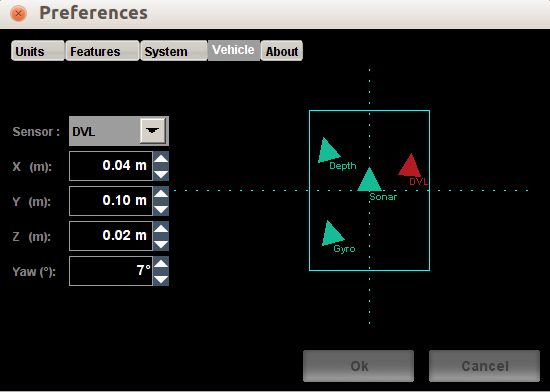 Preferences
Units Features System Vehicle About
Sensor : DVL
X (m): 0.04 m
Y (m): 0.10 m
Z (m): 0.02 m
Yaw (°): 7°
Depth
DVL
Sonar
Gyro
Ok Cancel